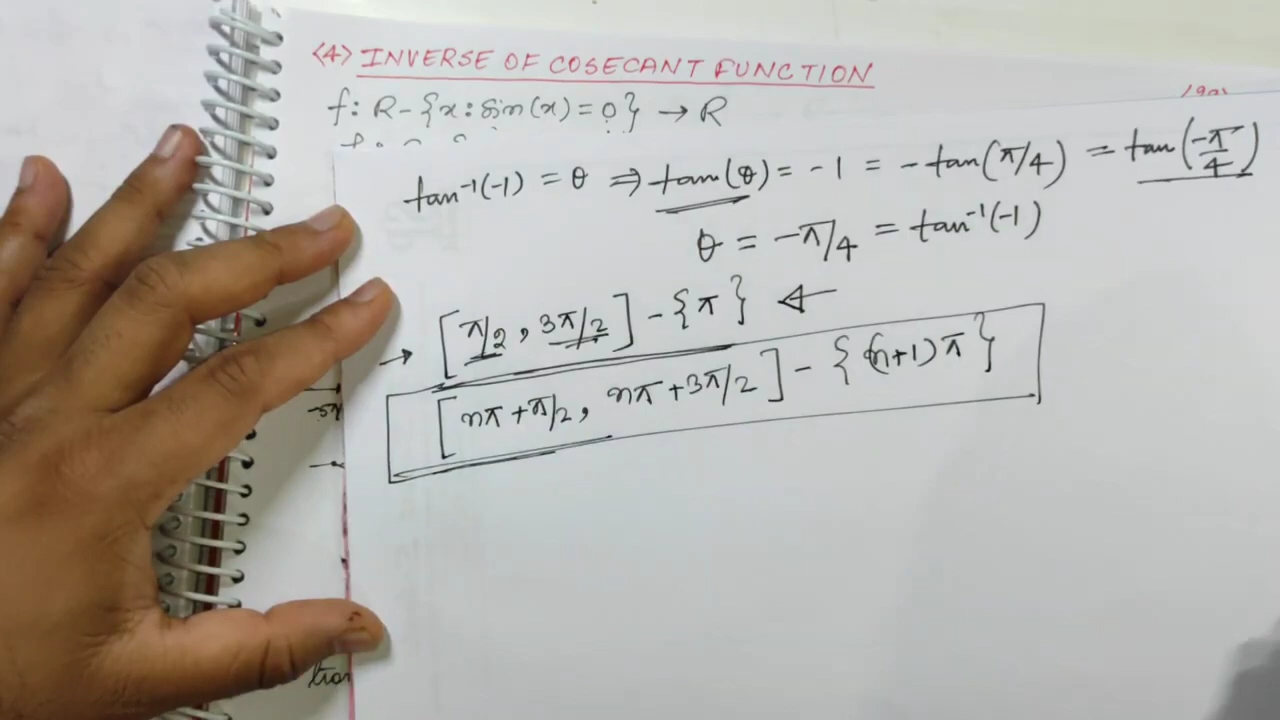 <4> INVERSE OF COSECANT FUNCTION
f: R-{x: sin(x)=0} → R
tan⁻¹(-1) = θ ⇒ tan(θ) = -1 = -tan(π/4) = tan(-π/4)
θ = -π/4 = tan⁻¹(-1)
→ [π/2, 3π/2] - {π} ←
[nπ+π/2, nπ+3π/2] - {(n+1)π}